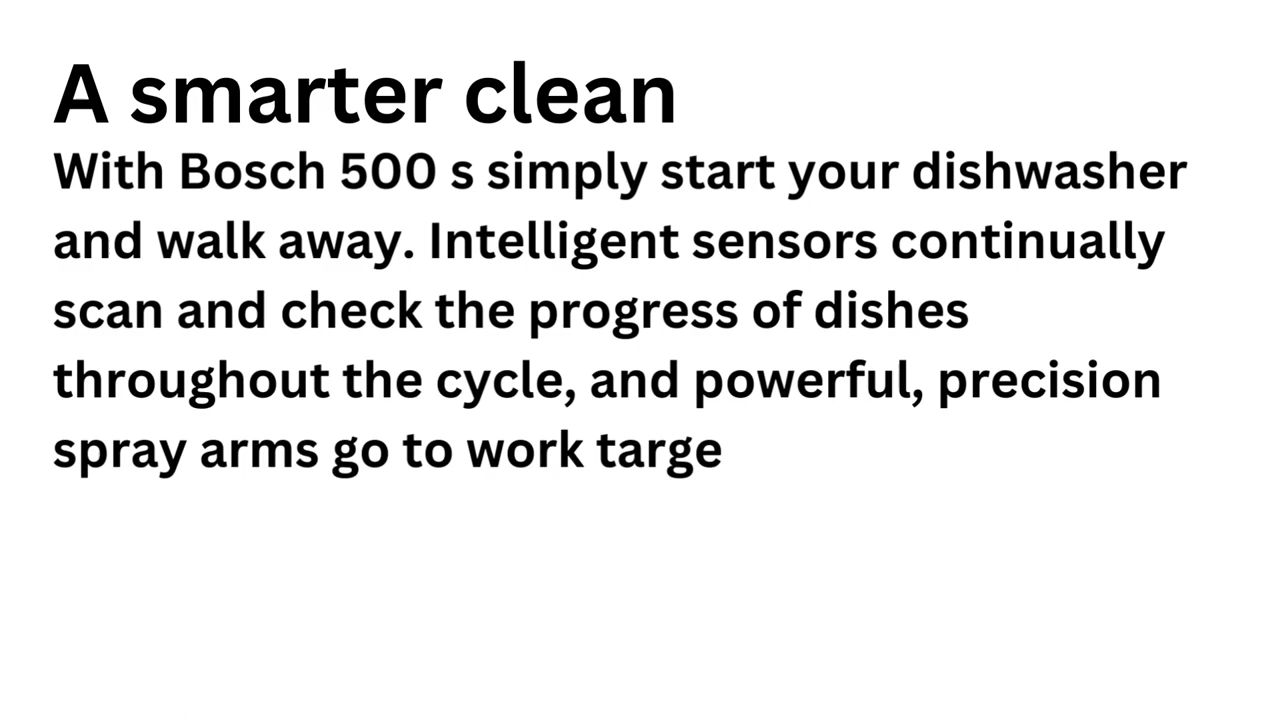 A smarter clean
With Bosch 500 s simply start your dishwasher
and walk away. Intelligent sensors continually
scan and check the progress of dishes
throughout the cycle, and powerful, precision
spray arms go to work targe